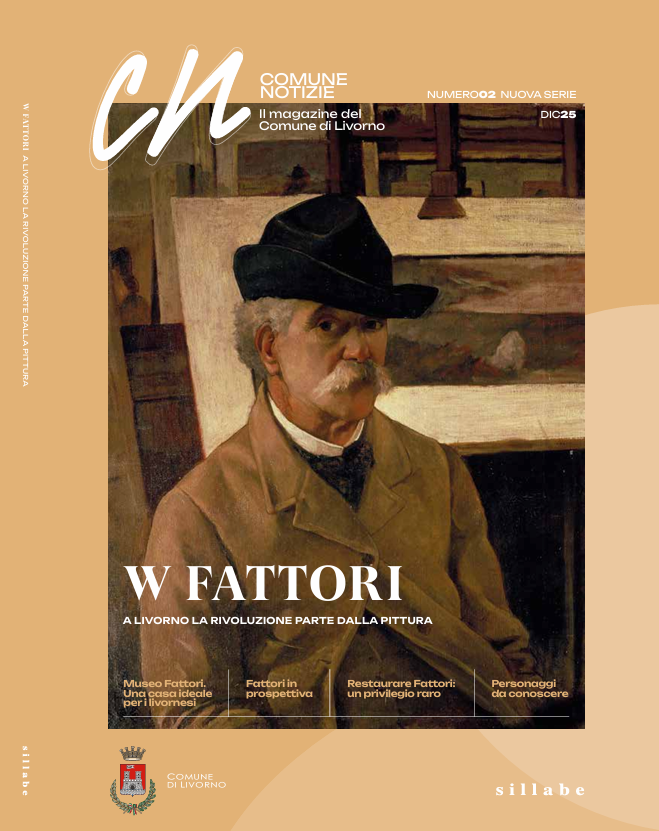 W FATTORI A LIVORNO LA RIVOLUZIONE PARTE DALLA PITTURA
sillabe
cn
COMUNE
NOTIZIE
Il magazine del
Comune di Livorno
NUMERO02 NUOVA SERIE
DIC25
W FATTORI
A LIVORNO LA RIVOLUZIONE PARTE DALLA PITTURA
Museo Fattori.
Una casa ideale
per i livornesi
Fattori in
prospettiva
Restaurare Fattori:
un privilegio raro
Personaggi
da conoscere
COMUNE
DI LIVORNO
sillabe